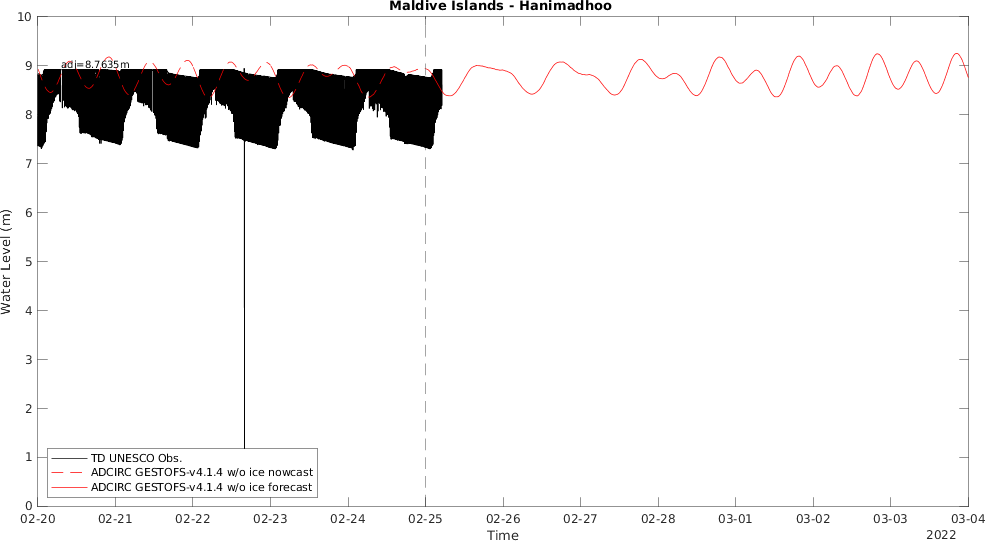 Maldive Islands - Hanimadhoo
10
9
8
7
6
5
4
3
2
1
0
Water Level (m)
adj=8.7635m
TD UNESCO Obs.
ADCIRC GESTOFS-v4.1.4 w/o ice nowcast
ADCIRC GESTOFS-v4.1.4 w/o ice forecast
02-20 02-21 02-22 02-23 02-24 02-25 02-26 02-27 02-28 03-01 03-02 03-03 03-04
2022
Time